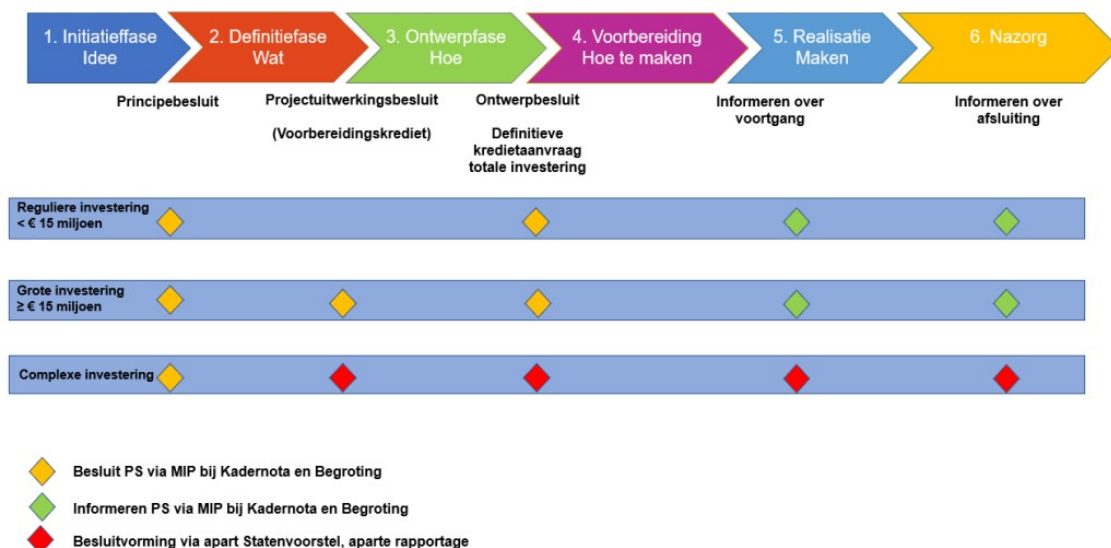 1. Initiatieffase
Idee
2. Definitiefase
Wat
3. Ontwerpfase
Hoe
4. Voorbereiding
Hoe te maken
5. Realisatie
Maken
6. Nazorg
Principebesluit
Projectuitwerkingsbesluit
(Voorbereidingskrediet)
Ontwerpbesluit
Definitieve
kredietaanvraag
totale investering
Informeren over
voortgang
Informeren over
afsluiting
Reguliere investering
< € 15 miljoen
Grote investering
≥ € 15 miljoen
Complexe investering
Besluit PS via MIP bij Kadernota en Begroting
Informeren PS via MIP bij Kadernota en Begroting
Besluitvorming via apart Statenvoorstel, aparte rapportage